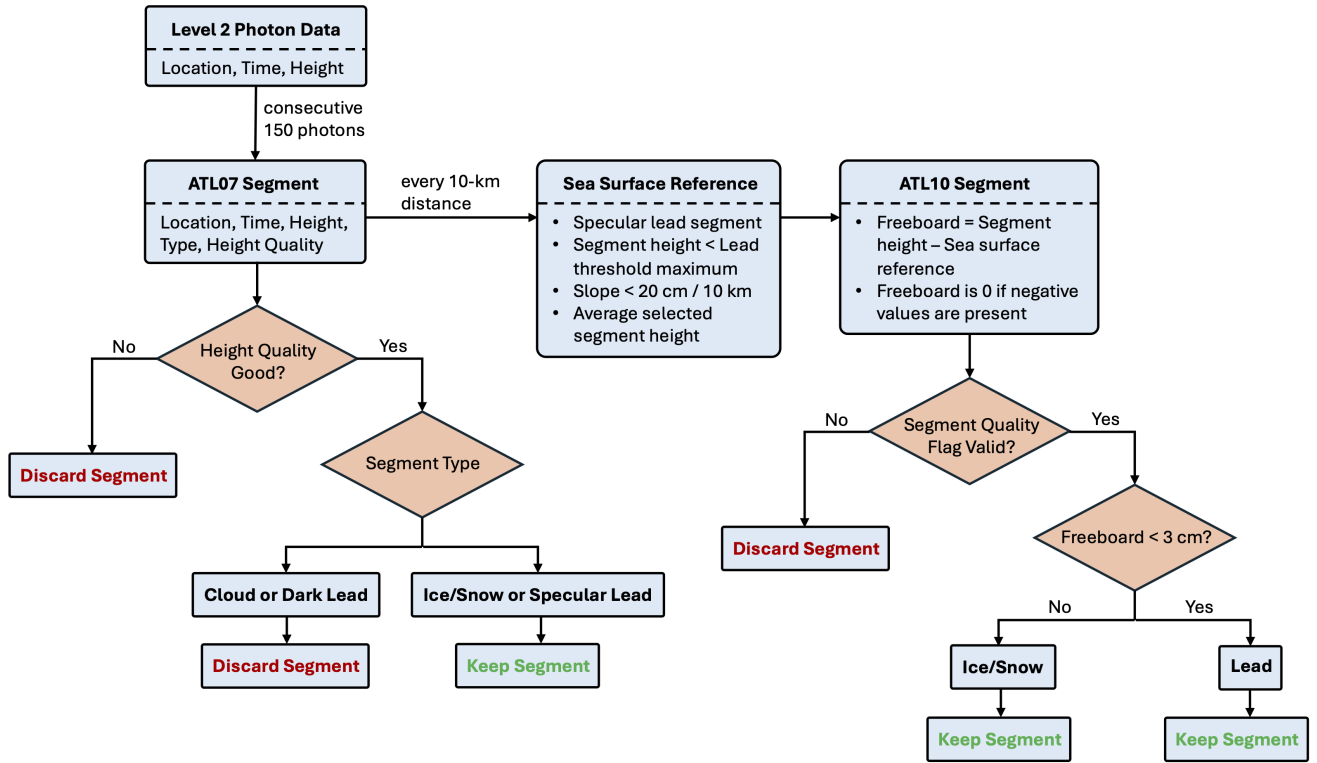 Level 2 Photon Data
Location, Time, Height
consecutive
150 photons
ATL07 Segment
Location, Time, Height,
Type, Height Quality
every 10-km
distance
Sea Surface Reference
• Specular lead segment
• Segment height < Lead
threshold maximum
• Slope < 20 cm / 10 km
• Average selected
segment height
ATL10 Segment
• Freeboard = Segment
height – Sea surface
reference
• Freeboard is 0 if negative
values are present
Height Quality
Good?
No
Yes
Discard Segment
Segment Type
Cloud or Dark Lead
Ice/Snow or Specular Lead
Discard Segment
Keep Segment
Segment Quality
Flag Valid?
No
Yes
Discard Segment
Freeboard < 3 cm?
No
Yes
Ice/Snow
Lead
Keep Segment
Keep Segment